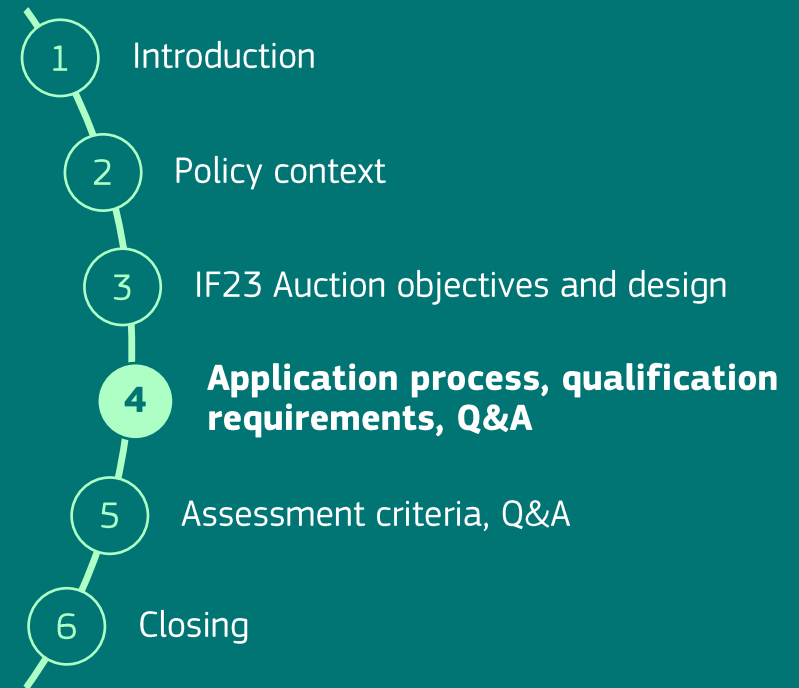 1 Introduction
2 Policy context
3 IF23 Auction objectives and design
4 Application process, qualification
requirements, Q&A
5 Assessment criteria, Q&A
6 Closing